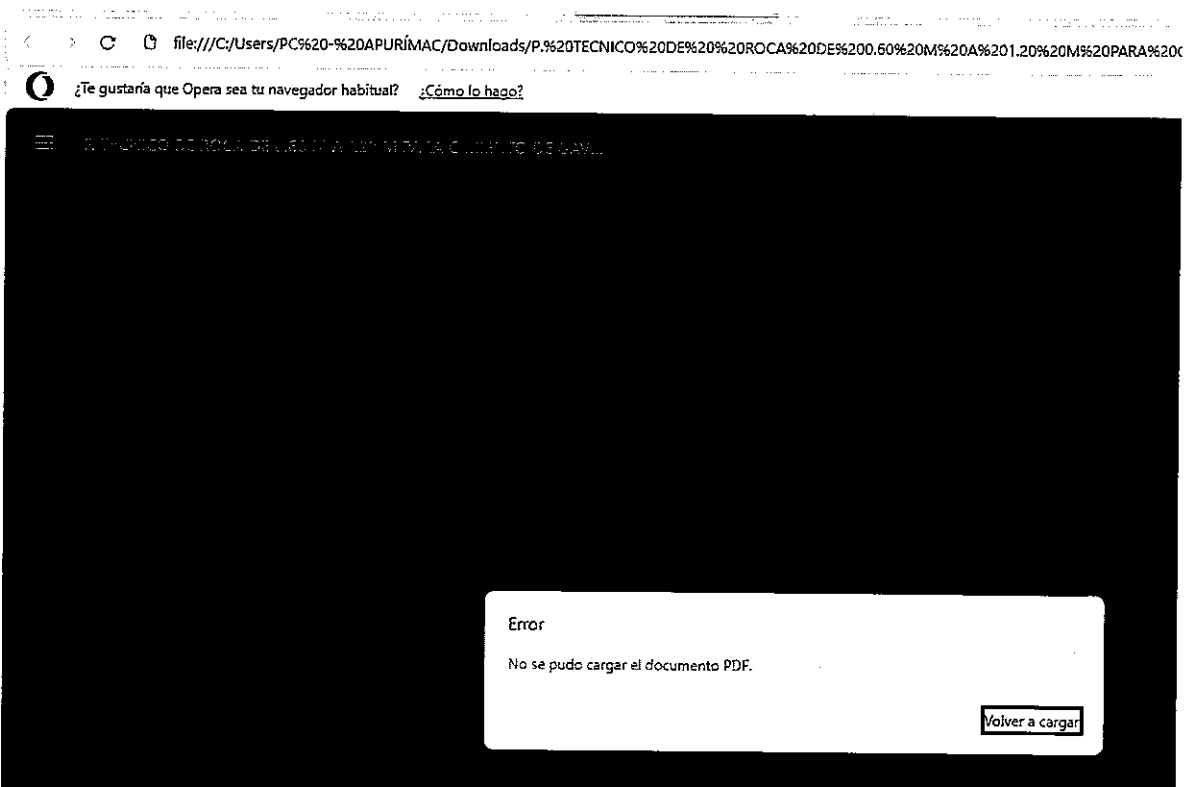 file:///C:/Users/PC%20-%20APURÍMAC/Downloads/P.%20TECNICO%20DE%20%20ROCA%20DE%200.60%20M%20A%201.20%20M%20PARA%20
¿Te gustaría que Opera sea tu navegador habitual? ¿Cómo lo hago?
ROCA DE
Error
No se pudo cargar el documento PDF.
Volver a cargar